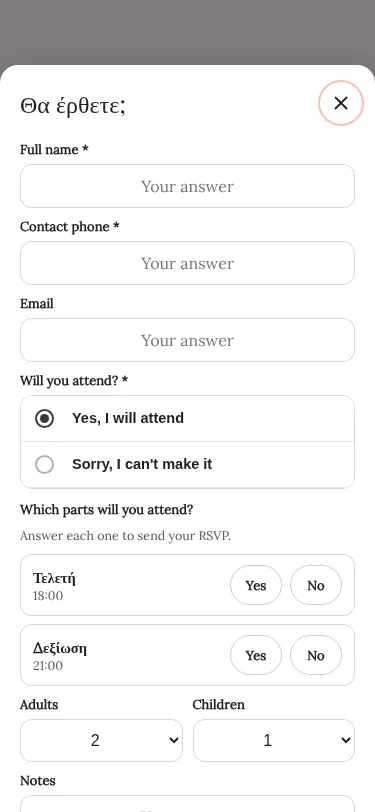 Θα έρθετε;
Full name *
Your answer
Contact phone *
Your answer
Email
Your answer
Will you attend? *
Yes, I will attend
Sorry, I can't make it
Which parts will you attend?
Answer each one to send your RSVP.
Τελετή
18:00
Yes No
Δεξίωση
21:00
Yes No
Adults Children
2 1
Notes